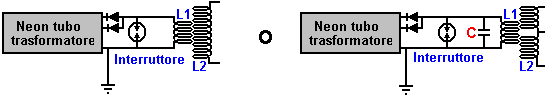 L1
Neon tubo
trasformatore
Interruttore
L2
O
L1
Neon tubo
trasformatore
C
Interruttore
L2